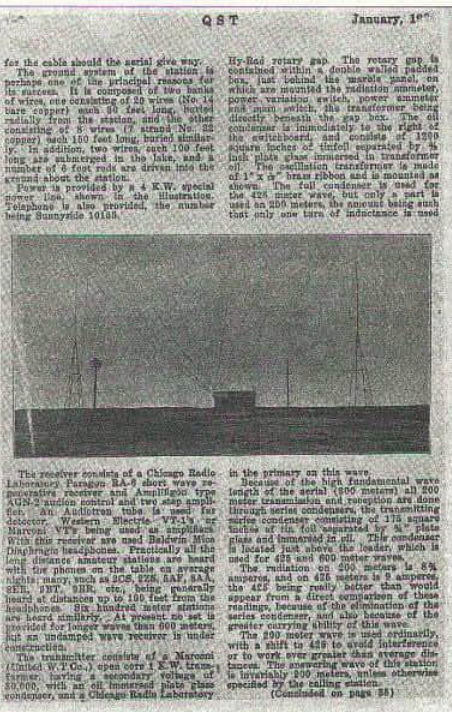 QST
January,
for the cable should the aerial give way.
The ground system of the station is
perhaps one of the principal reasons for
its success. It is composed of two banks
of wires, one consisting of 25 wires (No. 14
bare copper) each 50 feet long, buried
radially from the station, and the other
consisting of 8 wires (7 strand No. 22
copper) each 150 feet long, buried similar-
ly. In addition, two wires, each 100 feet
long are submerged in the lake, and a
number of 6 foot rods are driven into the
ground about the station.
Power is provided by a 4 K.W. special
power line, shown in the illustration.
Telephone is also provided, the number
being Sunnyside
Hy-Rad rotary gap. The rotary gap is
contained within a double walled padded
box, just behind the marble panel, on
which are mounted the radiation ammeter,
power variation switch, power ammeter
and main switch, the transformer being
directly beneath the gap box. The oil
condenser is immediately to the right of
the switchboard, and consists of
square inches of tinfoil separated by
inch plate glass immersed in transformer
oil. The oscillation transformer is made
of brass ribbon and is mounted as
shown. The full condenser is used for
the 425 meter wave, but only a part is
used on 200 meters, the amount being such
that only one turn of inductance is used
The receiver consists of a Chicago Radio
Laboratory Paragon RA-6 short wave re-
generative receiver and Amplifigon type
AGN-2 audion control and two step ampli-
fier. An Audiotron tube is used for
detector, Western Electric VT-1's or
Marconi VT's being used as amplifiers.
With this receiver are used Baldwin Mica
Diaphragm headphones. Practically all the
long distance amateur stations are heard
with the phones on the table on average
nights; many, such as
etc., being generally
heard at distances up to 150 feet from the
headphones. Six hundred meter stations
are heard similarly. At present no set is
provided for longer waves than 600 meters,
but an undamped wave receiver is under
construction.
The transmitter consists of a Marconi
(United W.T Co.) open core 1 K.W. trans-
former, having a secondary voltage of
with an oil immersed plate glass
condenser, and a Chicago Radio Laboratory
in the primary on this wave.
Because of the high fundamental wave
length of the aerial (300 meters) all 200
meter transmission and reception are done
through series condensers, the transmitting
series condenser consisting of 175 square
inches of tin foil separated by plate
glass and immersed in oil. This condenser
is located just above the leader, which is
used for 425 and 600 meter waves.
The radiation on 200 meters is
amperes, and on 425 meters is 9 amperes,
the 425 being really better than would
appear from a direct comparison of these
readings, because of the elimination of the
series condenser, and also because of the
greater carrying ability of this wave.
The 200 meter wave is used ordinarily,
with a shift to 425 to avoid interference
or to work over greater than average dis-
tances. The answering wave of this station
is invariably 200 meters, unless otherwise
specified by the calling station.
(Concluded on page 38)